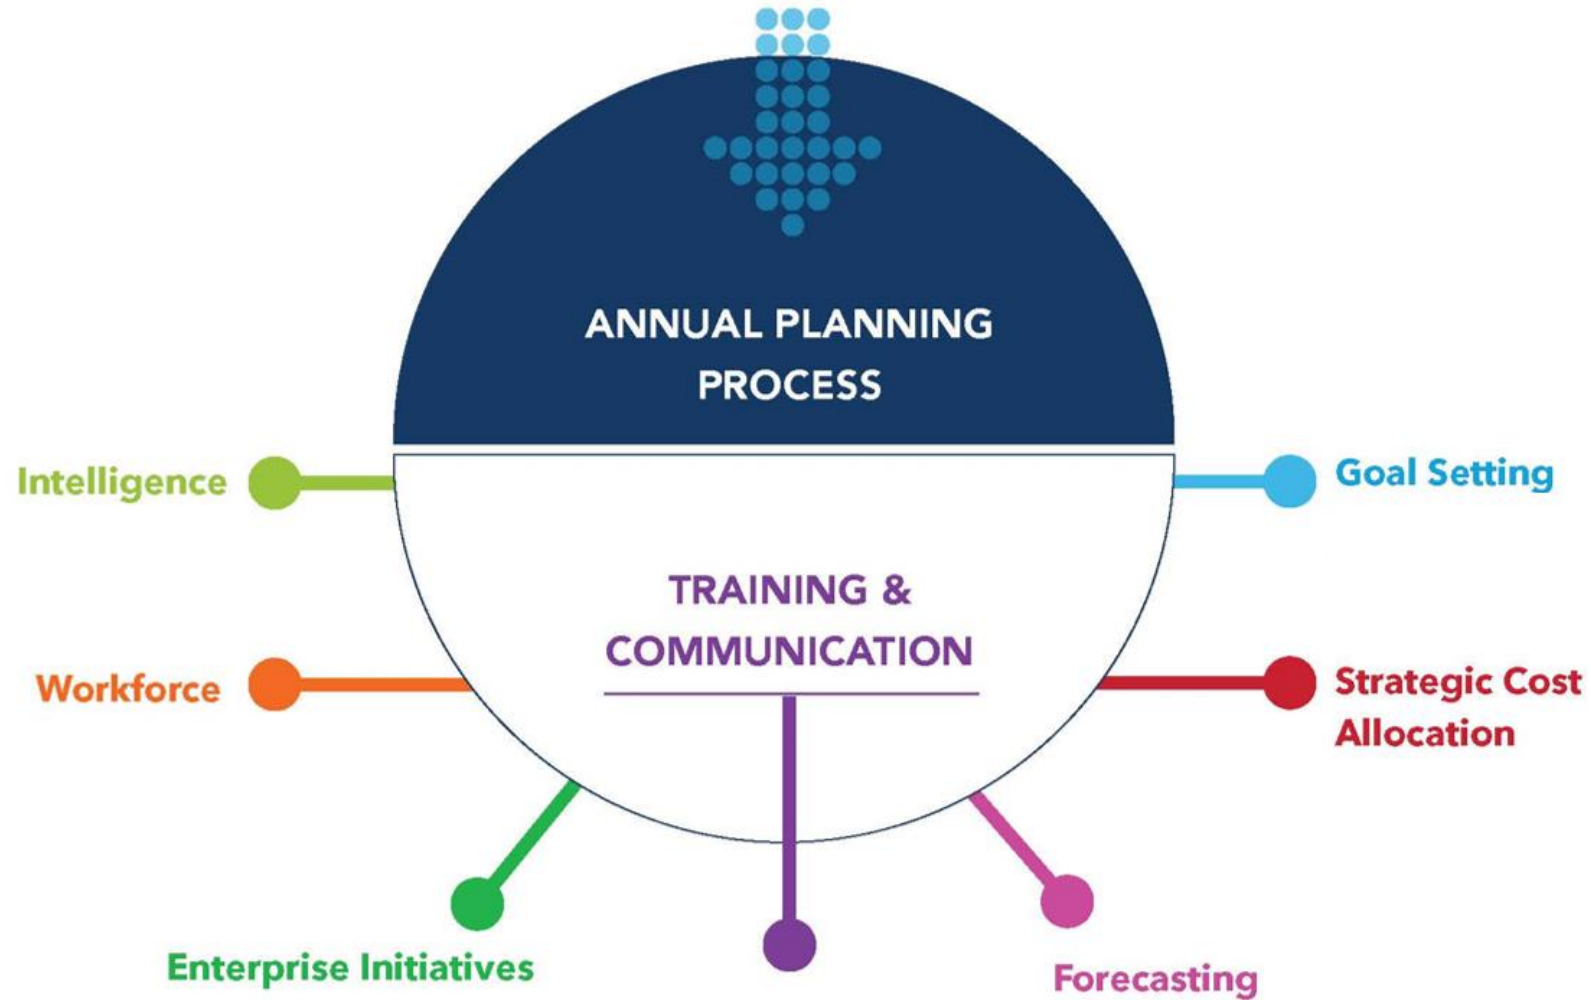 ANNUAL PLANNING
PROCESS
Intelligence
Goal Setting
TRAINING &
COMMUNICATION
Workforce
Strategic Cost
Allocation
Enterprise Initiatives
Forecasting